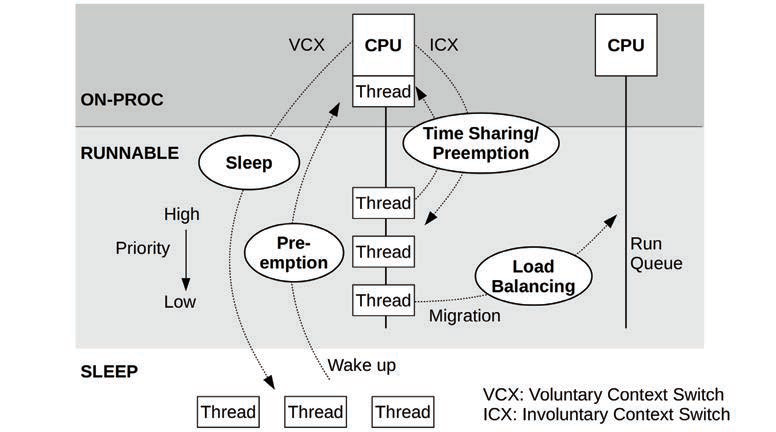 VCX
CPU
ICX
CPU
Thread
ON-PROC
Time Sharing/
Preemption
RUNNABLE
Sleep
Thread
High
Priority
Low
Pre-
emption
Thread
Run
Queue
Load
Balancing
Thread
Migration
Wake up
SLEEP
Thread
Thread
Thread
VCX: Voluntary Context Switch
ICX: Involuntary Context Switch